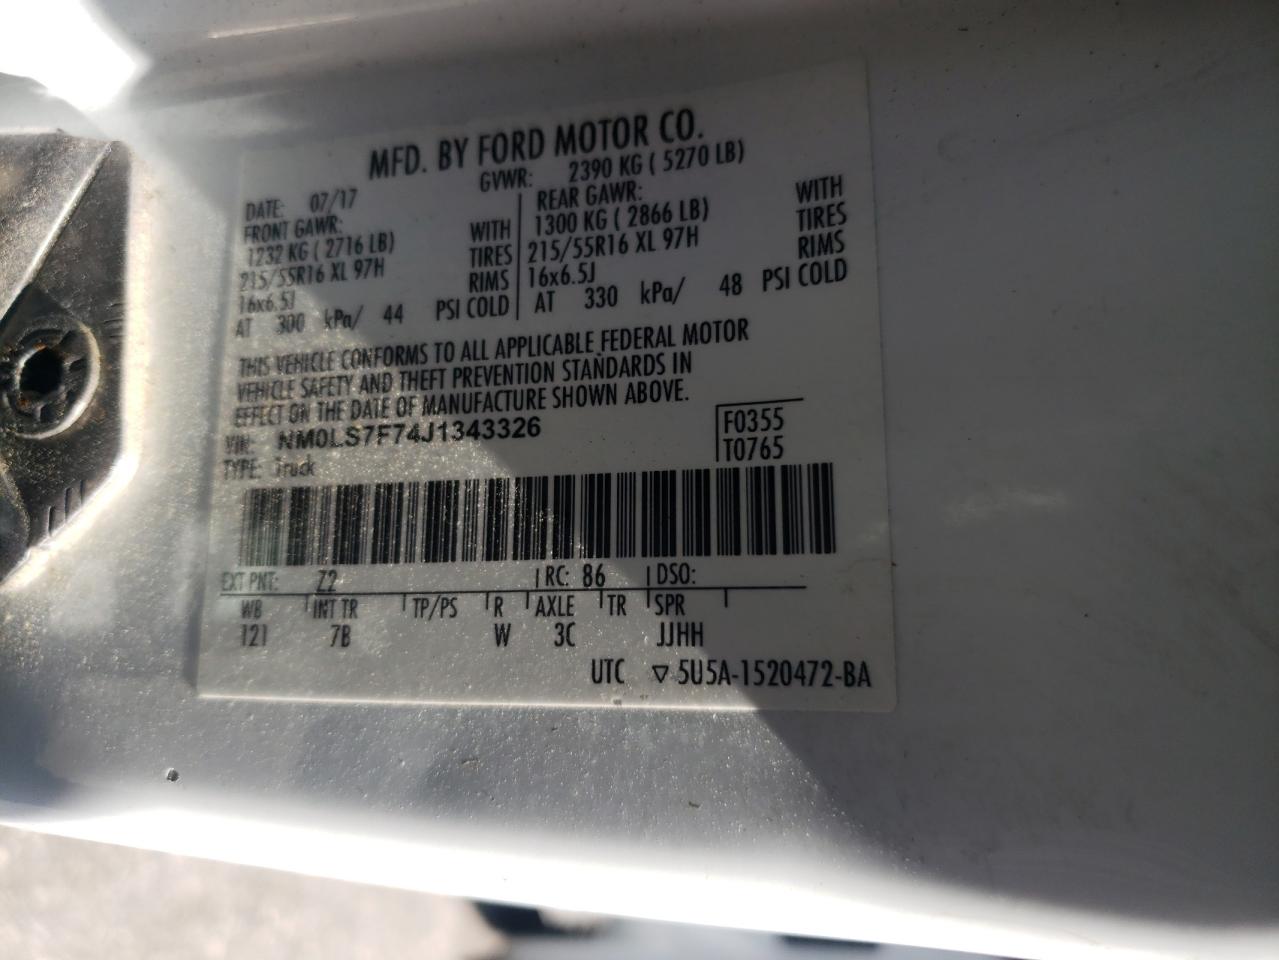 MFD. BY FORD MOTOR CO.
DATE: 07/17 GVWR: 2390 KG ( 5270 LB)
FRONT GAWR: REAR GAWR:
1232 KG ( 2716 LB) WITH 1300 KG ( 2866 LB) WITH
215/55R16 XL 97H TIRES 215/55R16 XL 97H TIRES
16x6.5J RIMS 16x6.5J RIMS
AT 300 kPa/ 44 PSI COLD AT 330 kPa/ 48 PSI COLD
THIS VEHICLE CONFORMS TO ALL APPLICABLE FEDERAL MOTOR
VEHICLE SAFETY AND THEFT PREVENTION STANDARDS IN
EFFECT ON THE DATE OF MANUFACTURE SHOWN ABOVE.
VIN: NM0LS7F74J1343326 F0355
TYPE: Truck T0765
EXT PNT: Z2 RC: 86 DSO:
WB INT TR TP/PS R AXLE TR SPR
121 7B W 3C JJHH
UTC ▽ 5U5A-1520472-BA